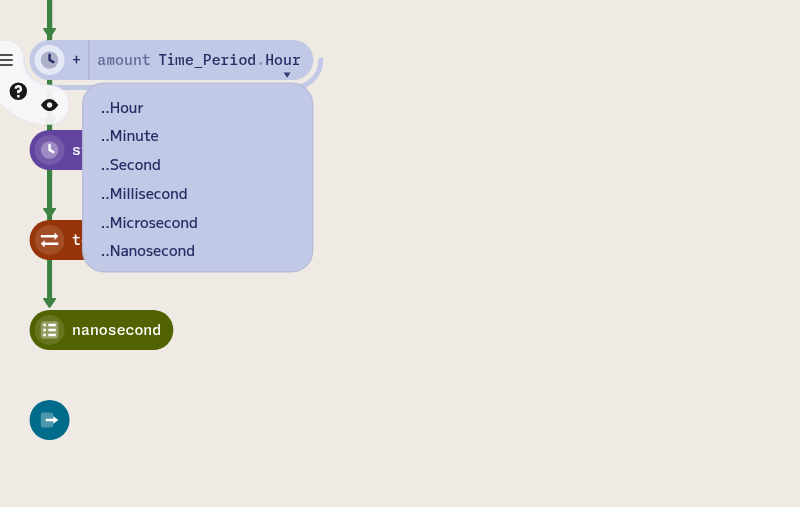 + amount Time_Period.Hour
..Hour
..Minute
..Second
..Millisecond
..Microsecond
..Nanosecond
nanosecond